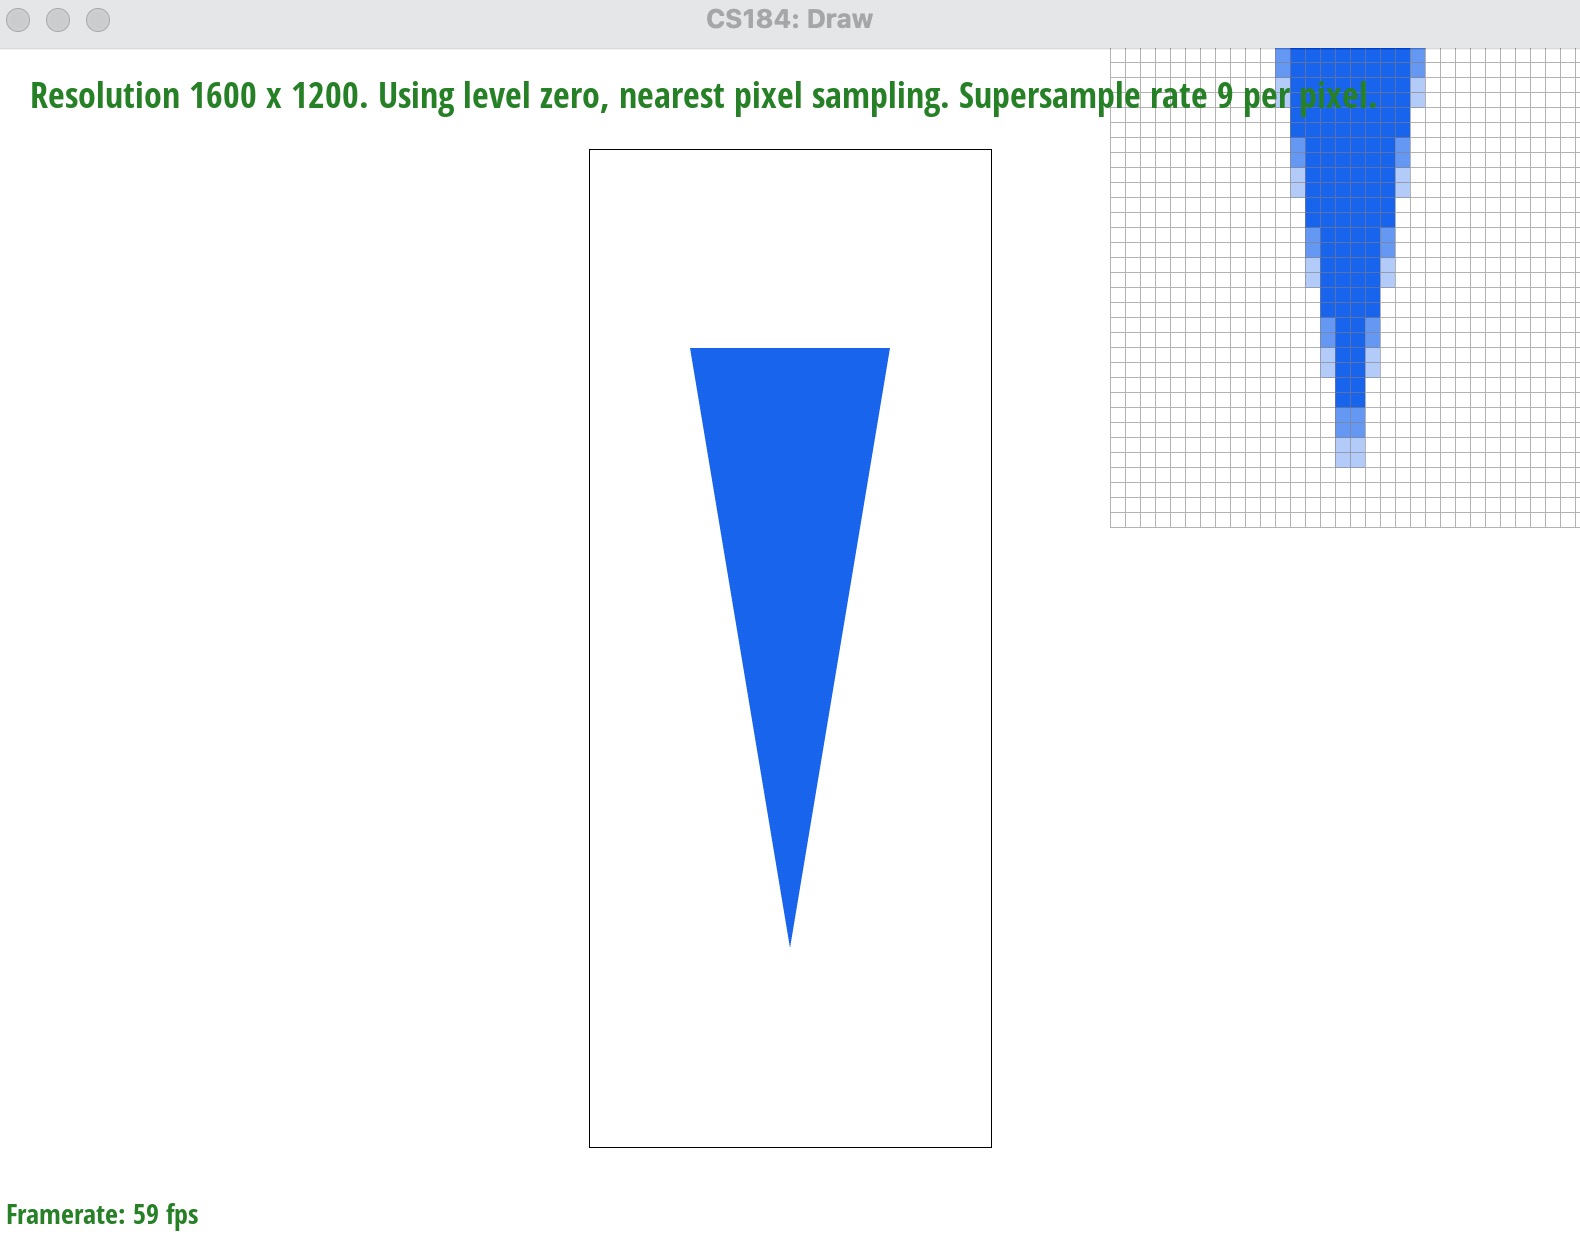 CS184: Draw
Resolution 1600 x 1200. Using level zero, nearest pixel sampling. Supersample rate 9 per pixel.
Framerate: 59 fps